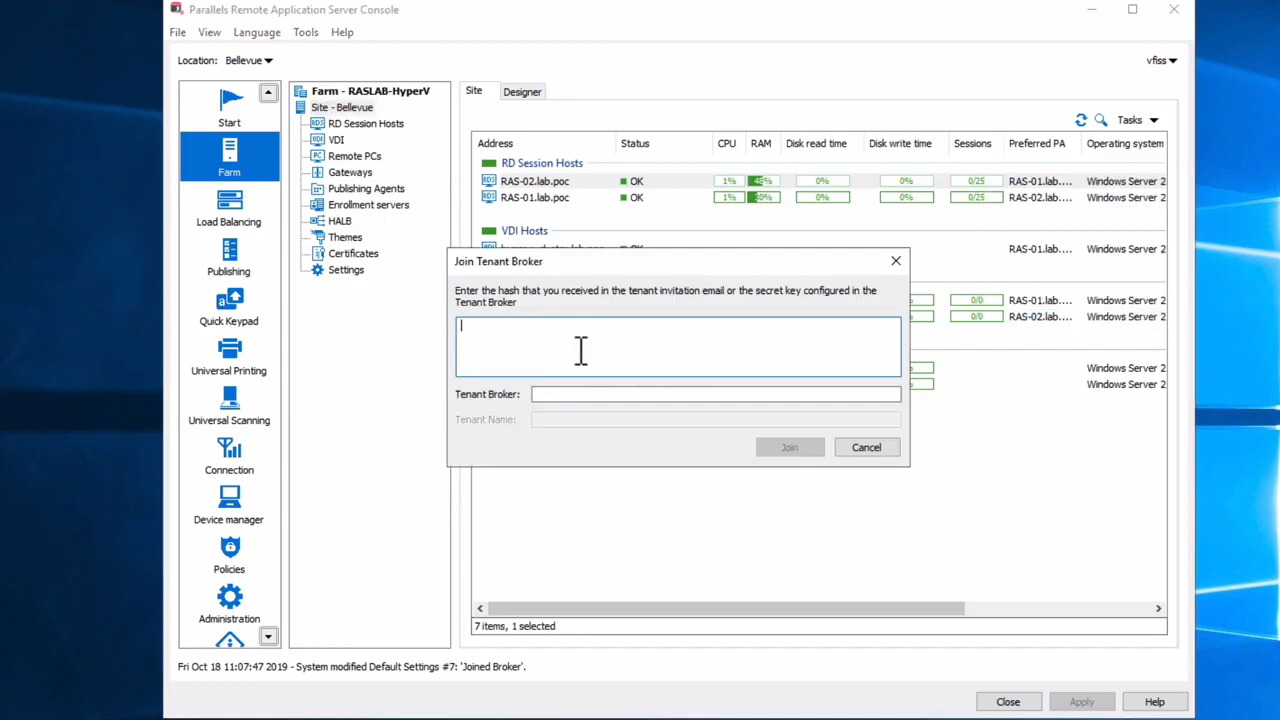 Parallels Remote Application Server Console
File View Language Tools Help
Location: Bellevue
vfiss
Start
Farm
Load Balancing
Publishing
Quick Keypad
Universal Printing
Universal Scanning
Connection
Device manager
Policies
Administration
Farm - RASLAB-HyperV
Site - Bellevue
RD Session Hosts
VDI
Remote PCs
Gateways
Publishing Agents
Enrollment servers
HALB
Themes
Certificates
Settings
Site Designer
Tasks
Address Status CPU RAM Disk read time Disk write time Sessions Preferred PA Operating system
RD Session Hosts
RAS-02.lab.poc OK 1% 0% 0% 0/25 RAS-01.lab.... Windows Server 2
RAS-01.lab.poc OK 1% 30% 0% 0% 0/25 RAS-01.lab.... Windows Server 2
VDI Hosts
RAS-01.lab.... Windows Server 2
0/0 RAS-01.lab.... Windows Server 2
0/0 RAS-02.lab.... Windows Server 2
Windows Server 2
Windows Server 2
Join Tenant Broker
Enter the hash that you received in the tenant invitation email or the secret key configured in the
Tenant Broker
Tenant Broker:
Tenant Name:
Join Cancel
7 items, 1 selected
Fri Oct 18 11:07:47 2019 - System modified Default Settings #7: 'Joined Broker'.
Close Apply Help